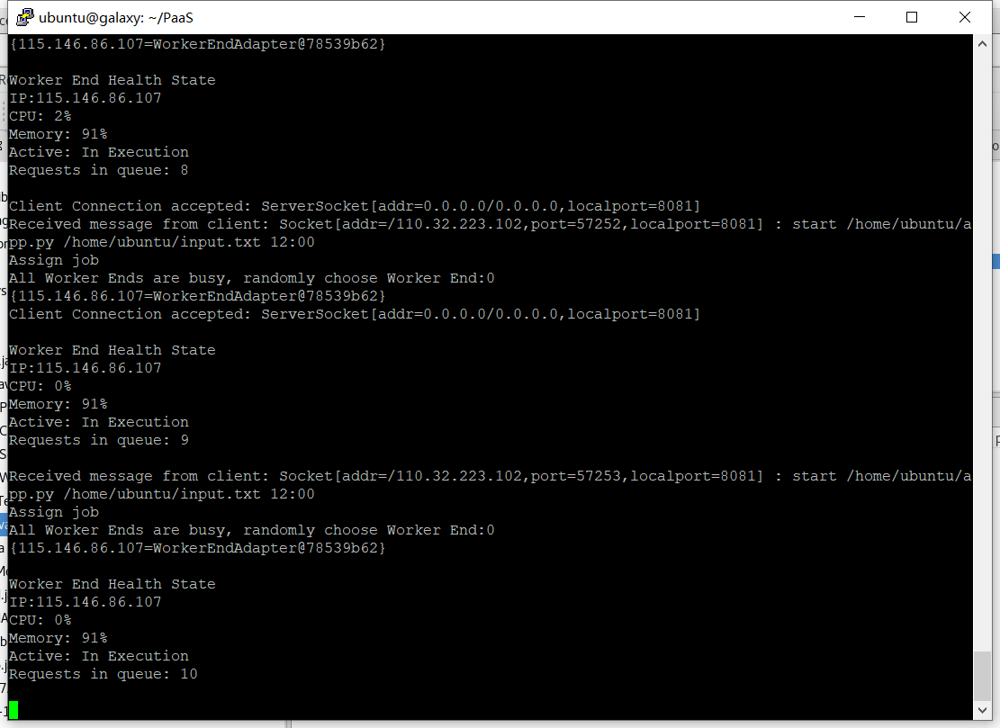 ubuntu@galaxy: ~/PaaS
{115.146.86.107=WorkerEndAdapter@78539b62}
Worker End Health State
IP:115.146.86.107
CPU: 2%
Memory: 91%
Active: In Execution
Requests in queue: 8
Client Connection accepted: ServerSocket[addr=0.0.0.0/0.0.0.0,localport=8081]
Received message from client: Socket[addr=/110.32.223.102,port=57252,localport=8081] : start /home/ubuntu/a
pp.py /home/ubuntu/input.txt 12:00
Assign job
All Worker Ends are busy, randomly choose Worker End:0
{115.146.86.107=WorkerEndAdapter@78539b62}
Client Connection accepted: ServerSocket[addr=0.0.0.0/0.0.0.0,localport=8081]
Worker End Health State
IP:115.146.86.107
CPU: 0%
Memory: 91%
Active: In Execution
Requests in queue: 9
Received message from client: Socket[addr=/110.32.223.102,port=57253,localport=8081] : start /home/ubuntu/a
pp.py /home/ubuntu/input.txt 12:00
Assign job
All Worker Ends are busy, randomly choose Worker End:0
{115.146.86.107=WorkerEndAdapter@78539b62}
Worker End Health State
IP:115.146.86.107
CPU: 0%
Memory: 91%
Active: In Execution
Requests in queue: 10